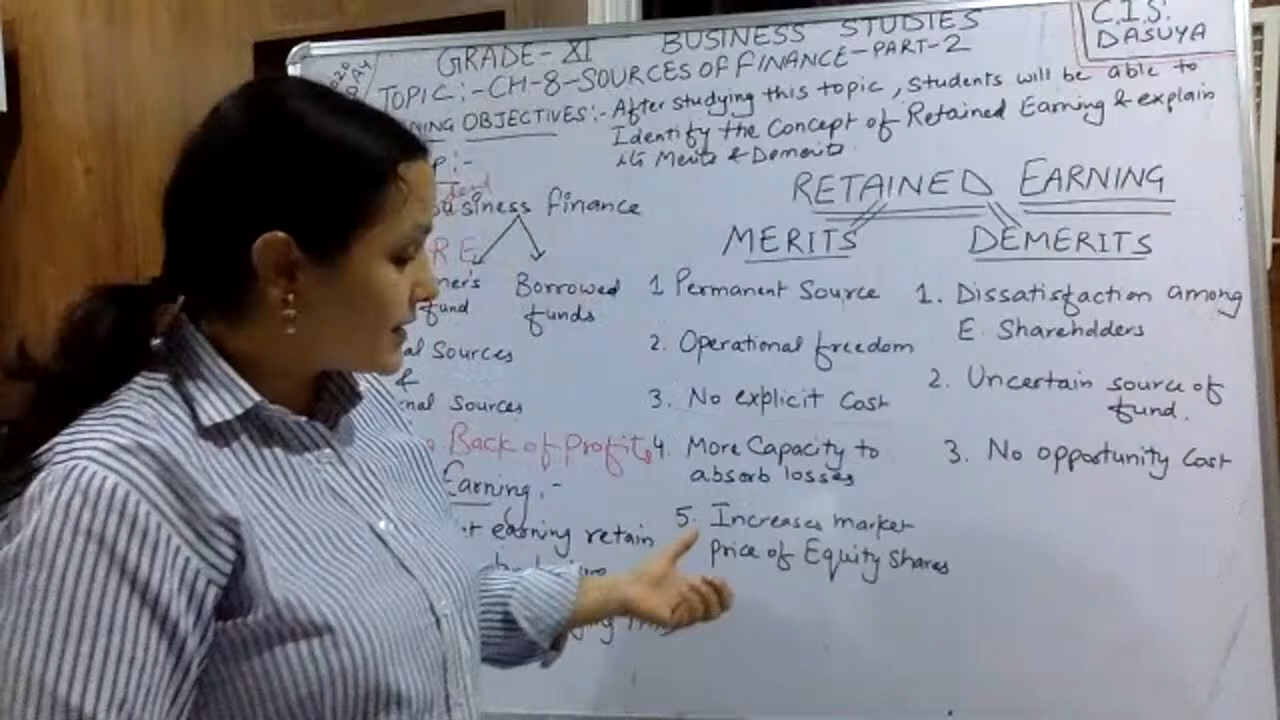 GRADE-XI BUSINESS STUDIES
C.I.S.
DASUYA
TOPIC:-CH-8-SOURCES OF FINANCE-PART-2
NING OBJECTIVES:- After studying this topic, students will be able to
Identify the Concept of Retained Earning & explain
its Merits & Demerits.
P:-
business finance
RE
ner's fund
Borrowed funds
al Sources
&
nal Sources
Back of Profits
Earning:-
earning retain
RETAINED EARNING
MERITS
1 Permanent Source
2. Operational freedom
3. No explicit Cost
4. More Capacity to
absorb losses
5. Increases market
price of Equity Shares
DEMERITS
1. Dissatisfaction among
E. Shareholders
2. Uncertain source of
fund.
3. No opportunity Cost